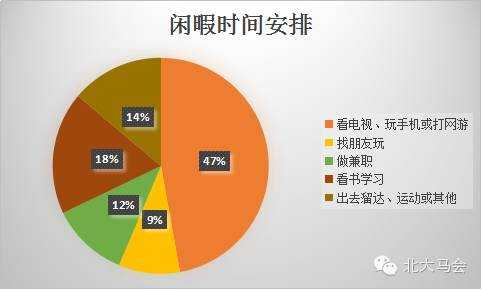 闲暇时间安排
47%
9%
12%
18%
14%
看电视、玩手机或打网游
找朋友玩
做兼职
看书学习
出去溜达、运动或其他
北大马会